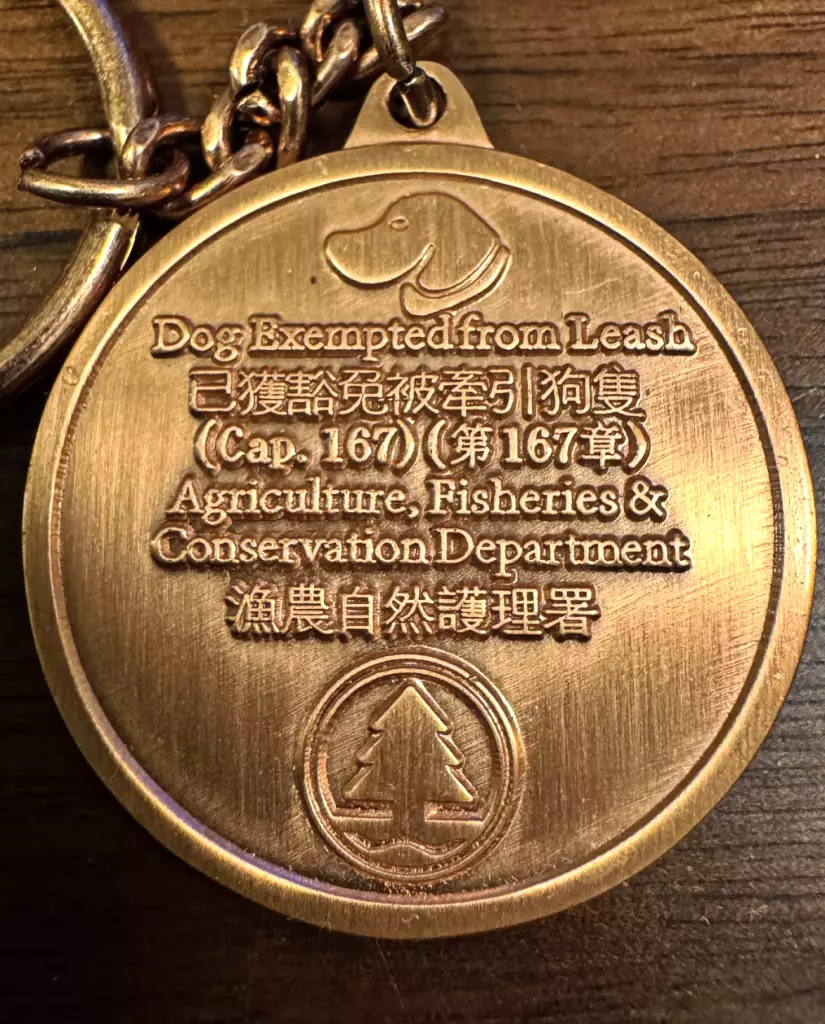 Dog Exempted from Leash
已獲豁免被牽引狗隻
(Cap. 167) (第167章)
Agriculture, Fisheries &
Conservation Department
漁農自然護理署